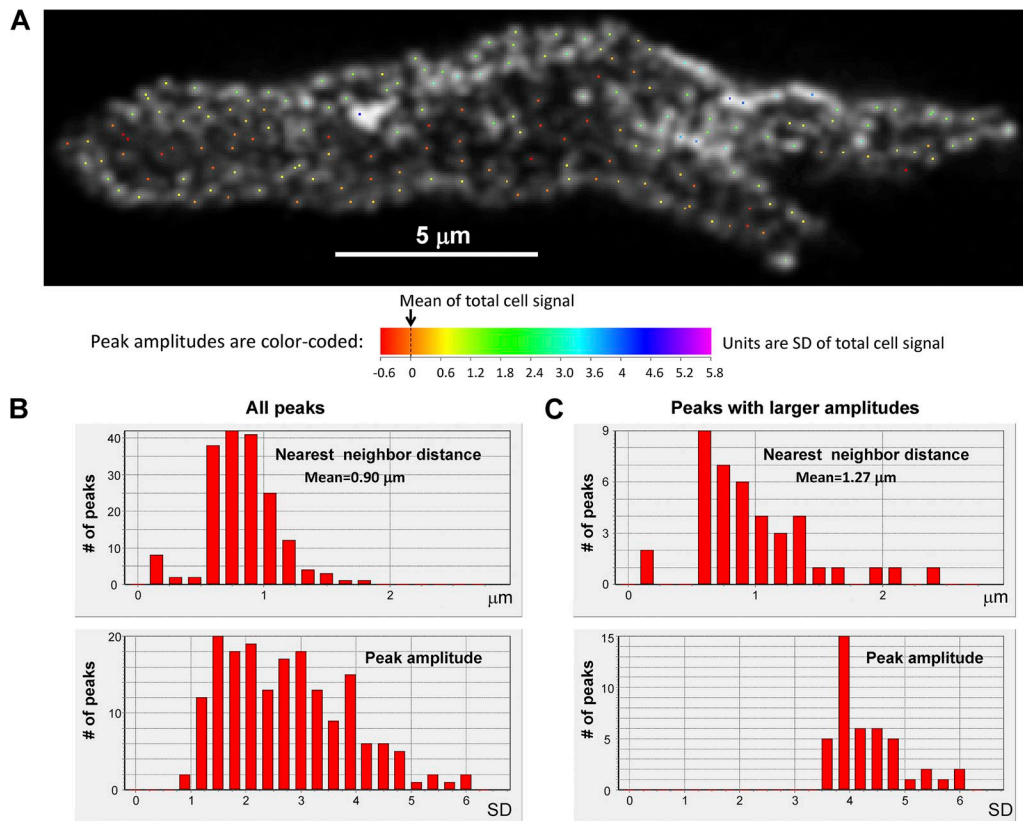 A
5 μm
Mean of total cell signal
Peak amplitudes are color-coded:
Units are SD of total cell signal
-0.6 0 0.6 1.2 1.8 2.4 3.0 3.6 4 4.6 5.2 5.8
B
All peaks
Nearest neighbor distance
Mean=0.90 μm
# of peaks
40
30
20
10
0
0 1 2 μm
Peak amplitude
# of peaks
20
10
0
0 1 2 3 4 5 6 SD
C
Peaks with larger amplitudes
Nearest neighbor distance
Mean=1.27 μm
# of peaks
9
6
3
0
0 1 2 μm
Peak amplitude
# of peaks
15
10
5
0
0 1 2 3 4 5 6 SD